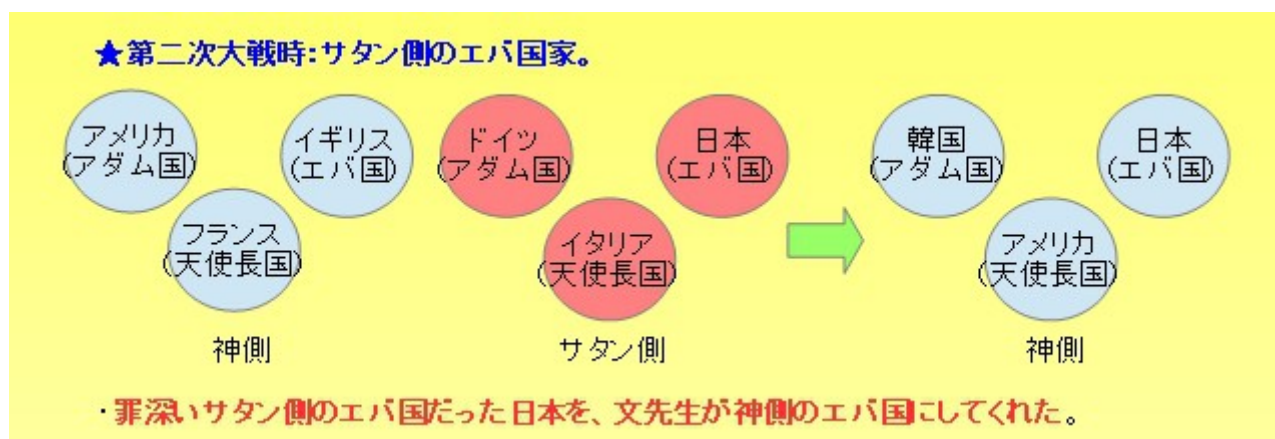 ★第二次大戦時:サタン側のエバ国家。
アメリカ
(アダム国)
イギリス
(エバ国)
フランス
(天使長国)
神側
ドイツ
(アダム国)
日本
(エバ国)
イタリア
(天使長国)
サタン側
韓国
(アダム国)
日本
(エバ国)
アメリカ
(天使長国)
神側
・罪深いサタン側のエバ国だった日本を、文先生が神側のエバ国にしてくれた。